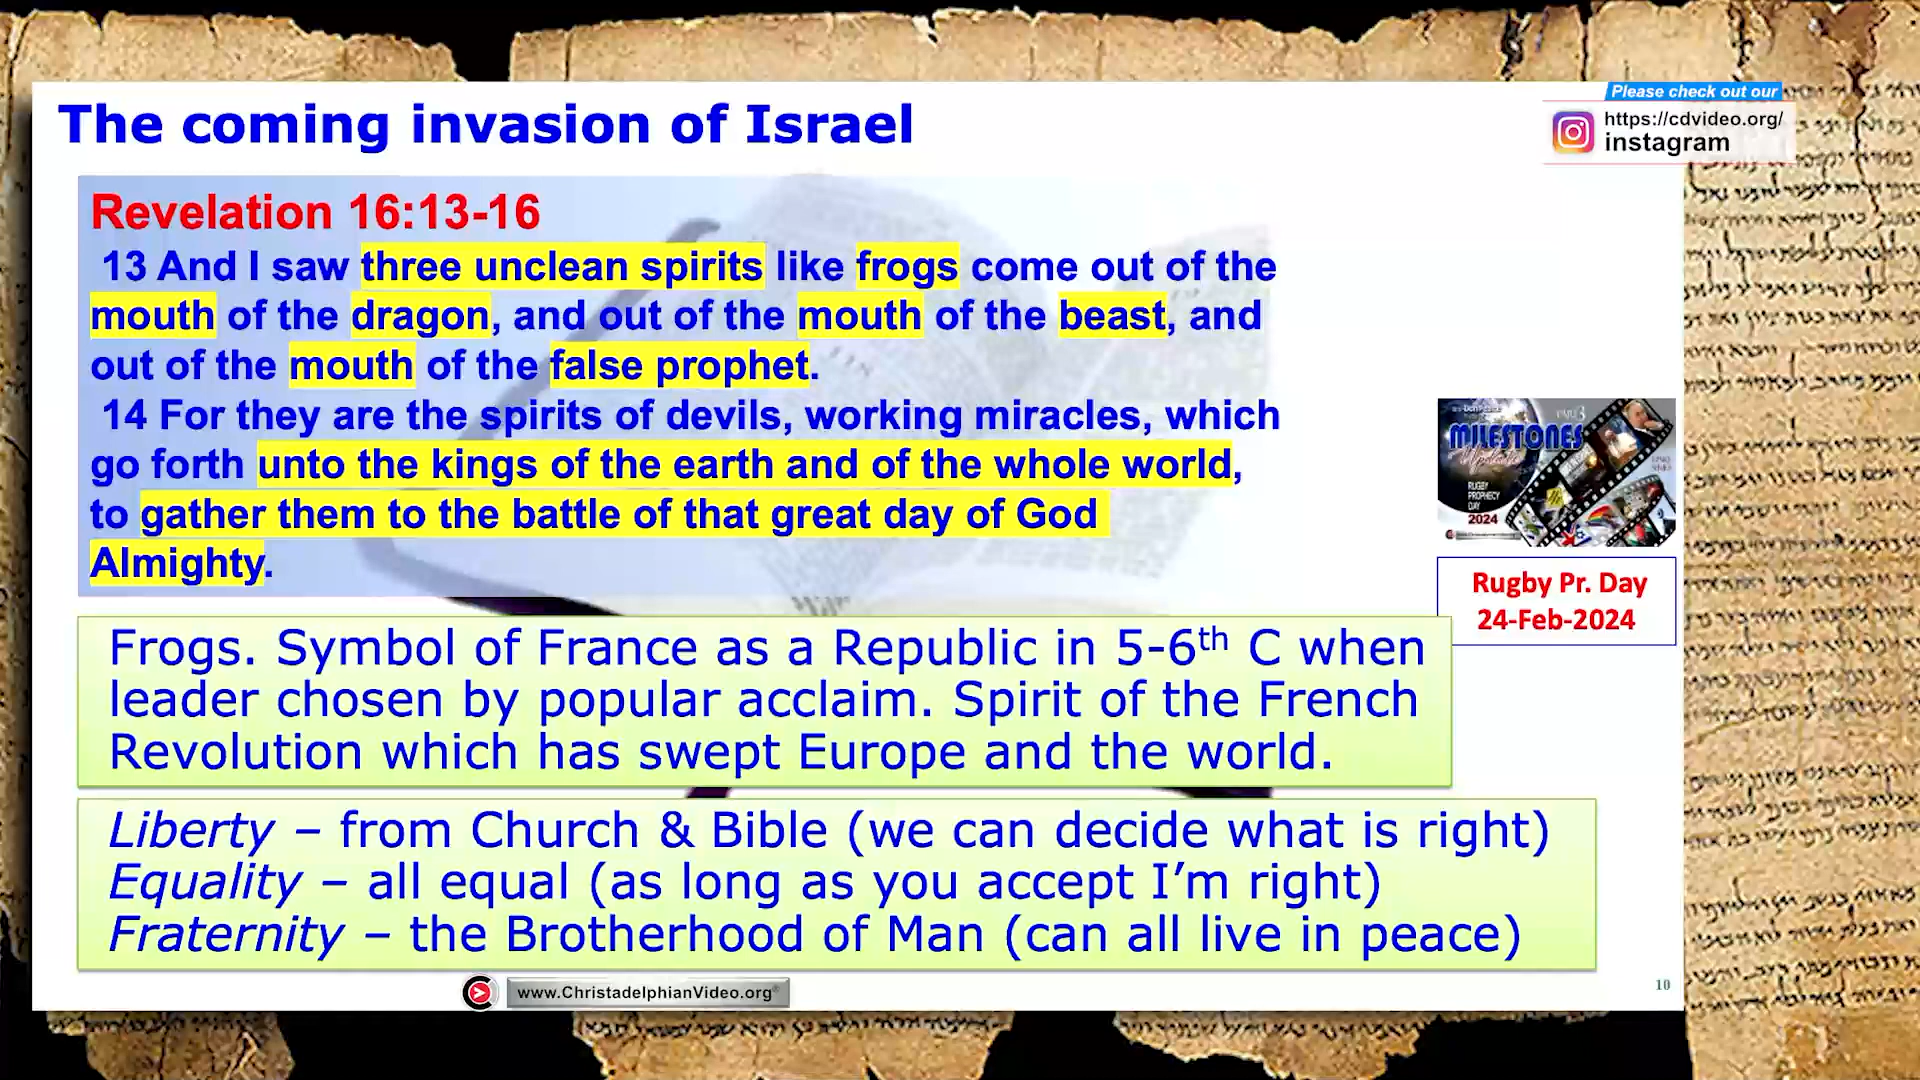 Please check out our
https://cdvideo.org/
instagram
The coming invasion of Israel
Revelation 16:13-16
13 And I saw three unclean spirits like frogs come out of the
mouth of the dragon, and out of the mouth of the beast, and
out of the mouth of the false prophet.
14 For they are the spirits of devils, working miracles, which
go forth unto the kings of the earth and of the whole world,
to gather them to the battle of that great day of God
Almighty.
PART 3
MILESTONES
Update
RUGBY
PROPHECY
DAY
2024
Rugby Pr. Day
24-Feb-2024
Frogs. Symbol of France as a Republic in 5-6th C when
leader chosen by popular acclaim. Spirit of the French
Revolution which has swept Europe and the world.
Liberty – from Church & Bible (we can decide what is right)
Equality – all equal (as long as you accept I’m right)
Fraternity – the Brotherhood of Man (can all live in peace)
www.ChristadelphianVideo.org
10